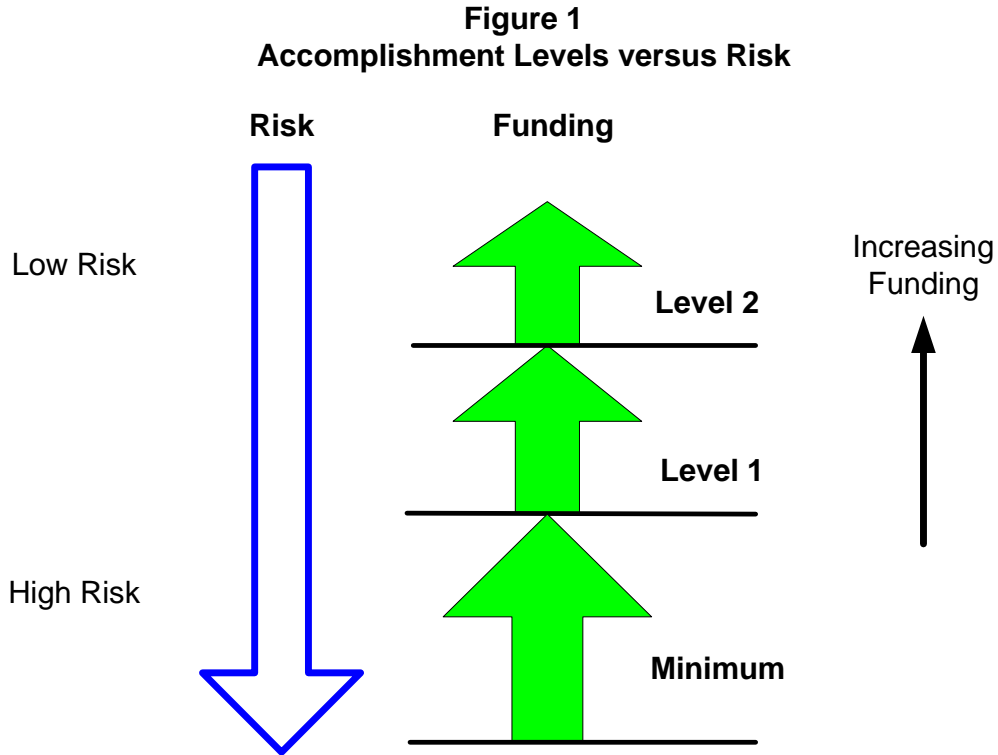 Figure 1
Accomplishment Levels versus Risk
Risk
Funding
Low Risk
Increasing
Funding
Level 2
Level 1
High Risk
Minimum